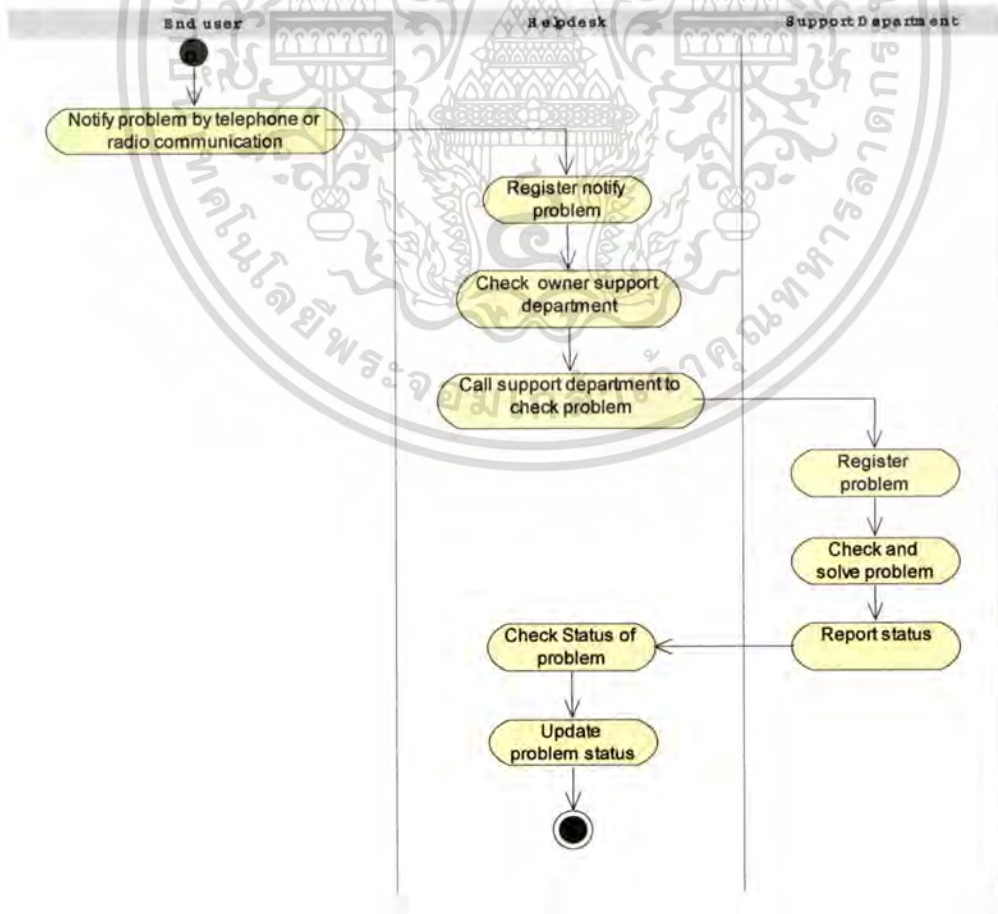 End user
Helpdesk
Support Department
Notify problem by telephone or
radio communication
Register notify
problem
Check owner support
department
Call support department to
check problem
Register
problem
Check and
solve problem
Report status
Check Status of
problem
Update
problem status